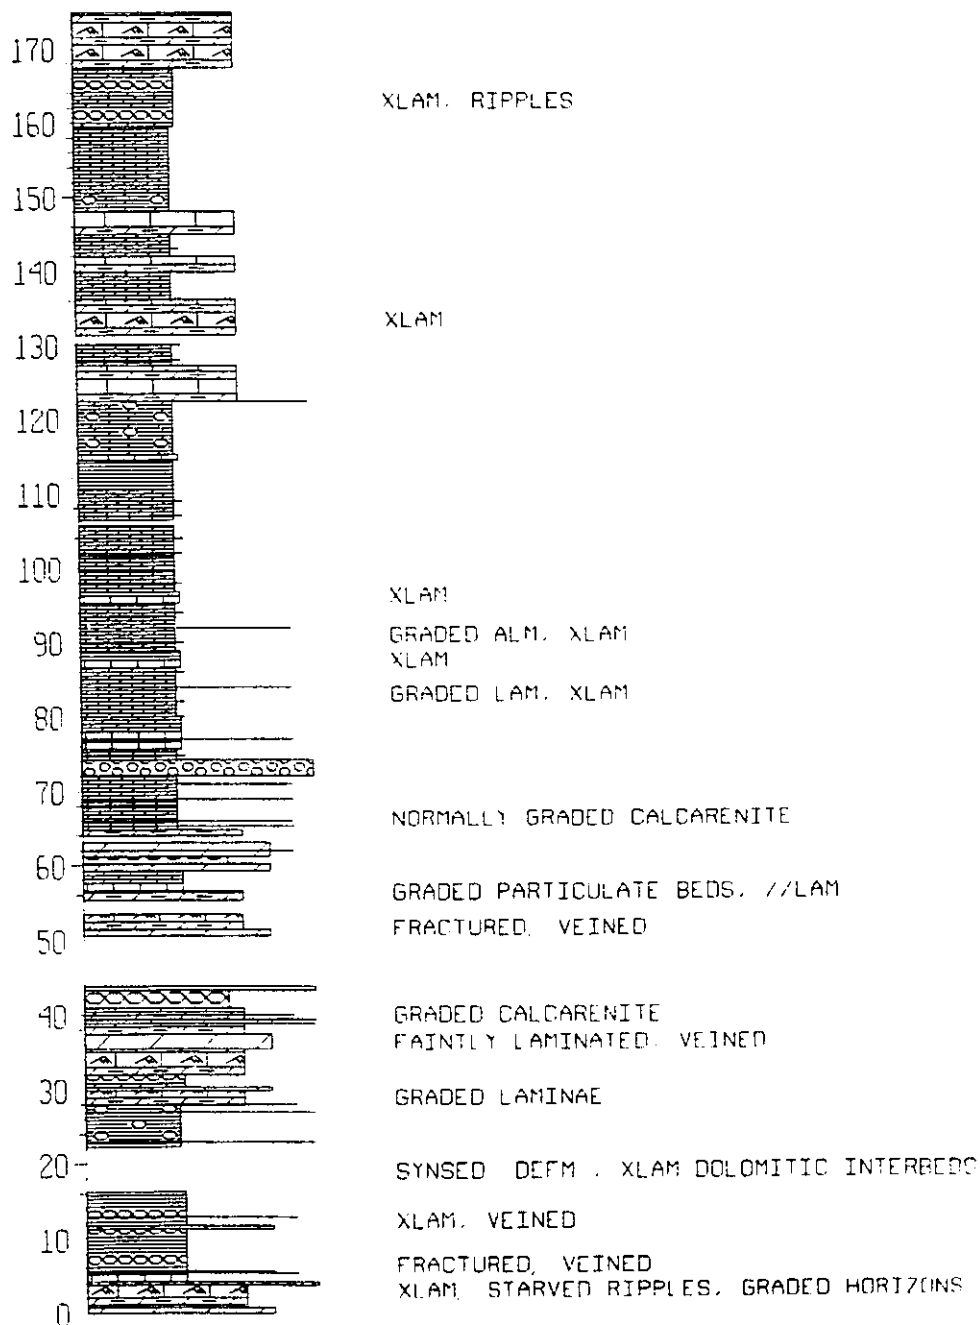 170
XLAM, RIPPLES
160
150
140
XLAM
130
120
110
100
XLAM
GRADED ALM, XLAM
90
XLAM
GRADED LAM, XLAM
80
70
NORMALLY GRADED CALCARENITE
60
GRADED PARTICULATE BEDS, //LAM
FRACTURED, VEINED
50
40
GRADED CALCARENITE
FAINTLY LAMINATED, VEINED
30
GRADED LAMINAE
20
SYNSED DEFM , XLAM DOLOMITIC INTERBEDS
XLAM, VEINED
10
FRACTURED, VEINED
XLAM, STARVED RIPPLES, GRADED HORIZONS
0